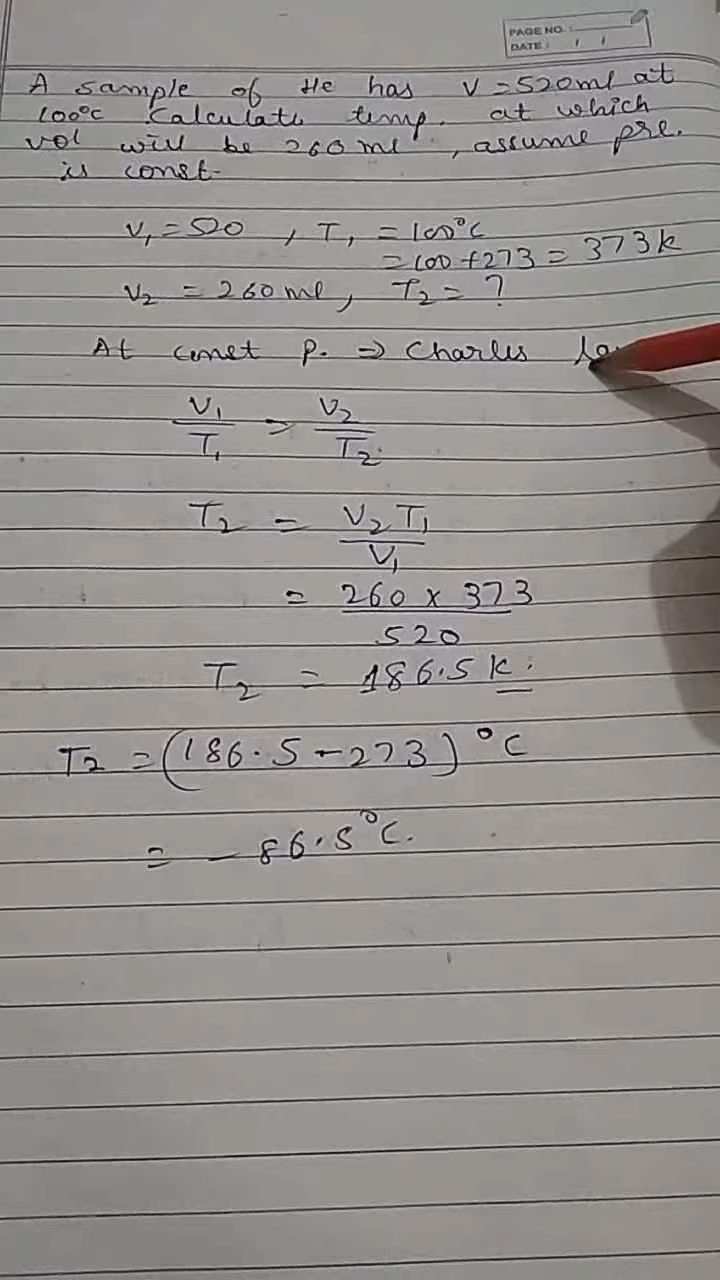 PAGE NO.:
DATE: / /
A sample of He has V = 520ml at
100°C Calculate temp. at which
vol will be 260 ml, assume pre.
is const.
V₁ = 520 , T₁ = 100°C
= 100 + 273 = 373 K
V₂ = 260 ml, T₂ = ?
At const P. ⇒ Charles
V₁/T₁ = V₂/T₂
T₂ = V₂T₁/V₁
= 260 × 373/520
T₂ = 186.5 K.
T₂ = (186.5 - 273) °C
= - 86.5°C.